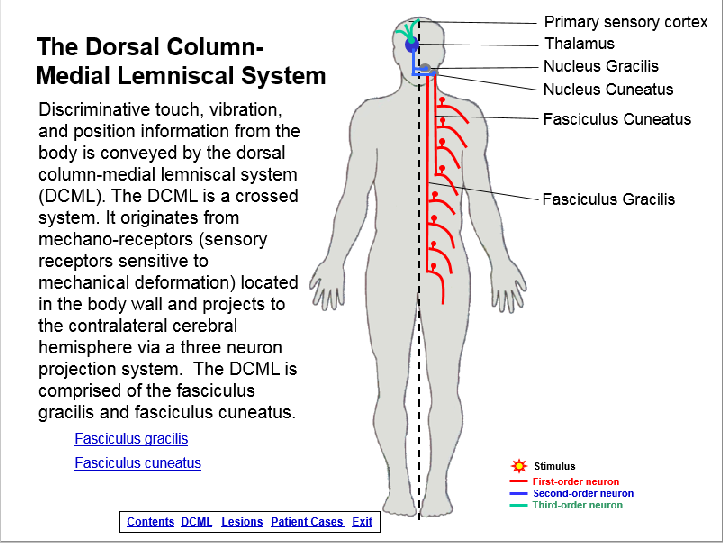 The Dorsal Column-
Medial Lemniscal System
Discriminative touch, vibration,
and position information from the
body is conveyed by the dorsal
column-medial lemniscal system
(DCML). The DCML is a crossed
system. It originates from
mechano-receptors (sensory
receptors sensitive to
mechanical deformation) located
in the body wall and projects to
the contralateral cerebral
hemisphere via a three neuron
projection system. The DCML is
comprised of the fasciculus
gracilis and fasciculus cuneatus.
Fasciculus gracilis
Fasciculus cuneatus
Primary sensory cortex
Thalamus
Nucleus Gracilis
Nucleus Cuneatus
Fasciculus Cuneatus
Fasciculus Gracilis
Stimulus
First-order neuron
Second-order neuron
Third-order neuron
Contents DCML Lesions Patient Cases Exit